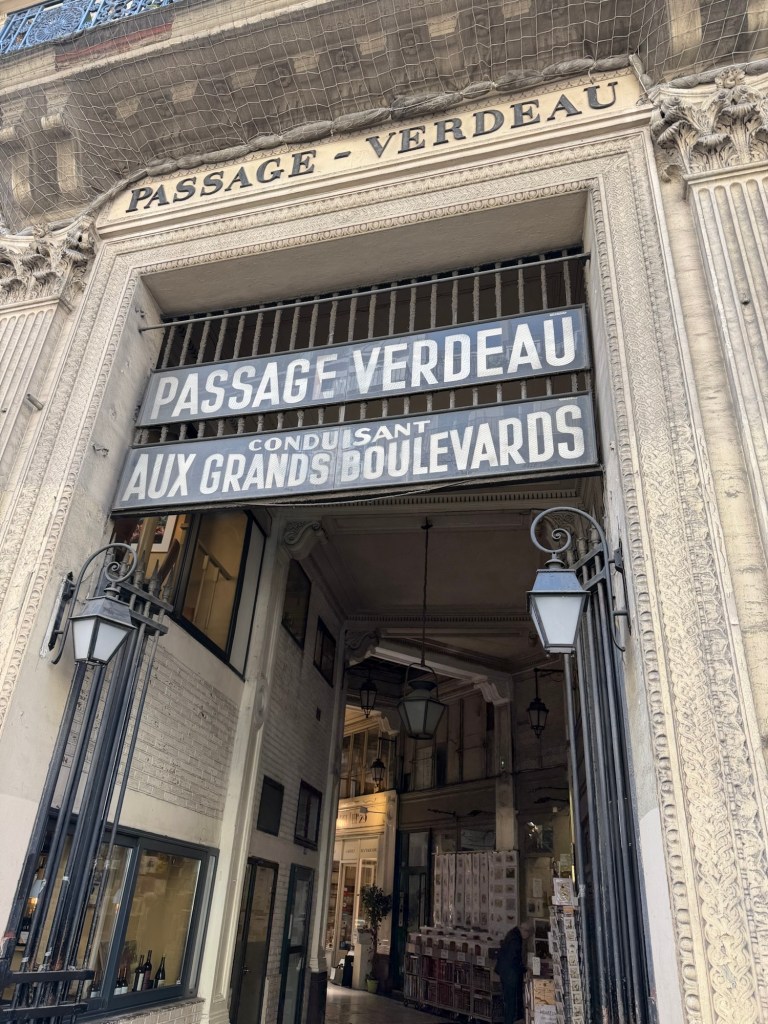 PASSAGE - VERDEAU
PASSAGE VERDEAU
CONDUISANT
AUX GRANDS BOULEVARDS